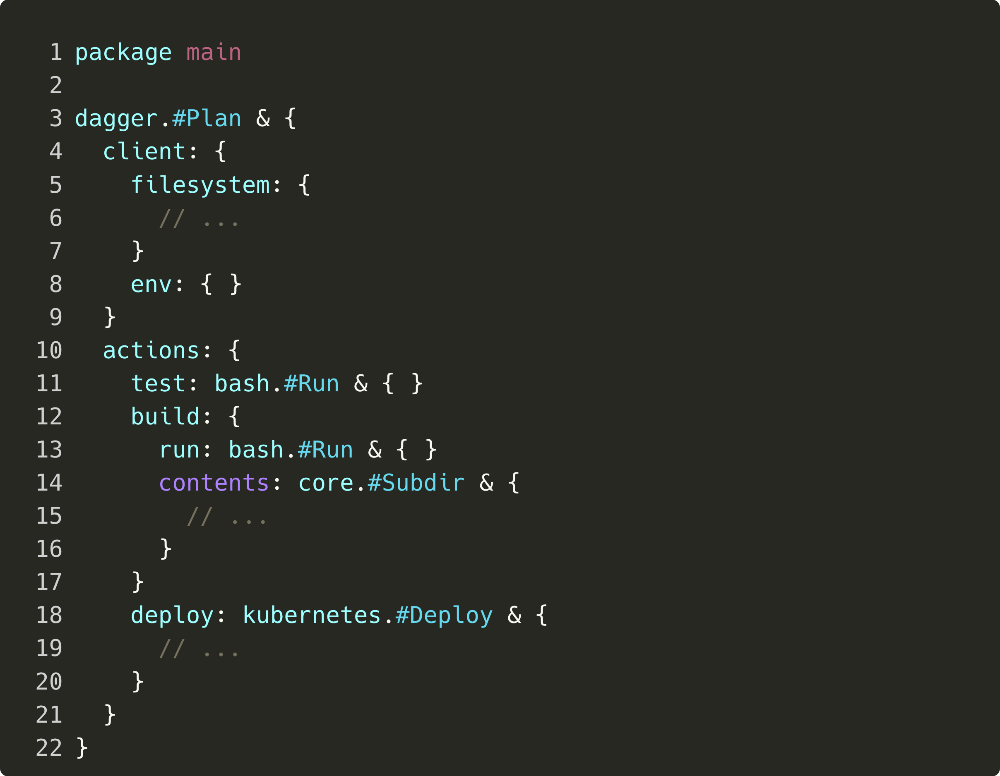 1 package main
2
3 dagger.#Plan & {
4   client: {
5     filesystem: {
6       // ...
7     }
8     env: { }
9   }
10   actions: {
11     test: bash.#Run & { }
12     build: {
13       run: bash.#Run & { }
14       contents: core.#Subdir & {
15         // ...
16       }
17     }
18     deploy: kubernetes.#Deploy & {
19       // ...
20     }
21   }
22 }